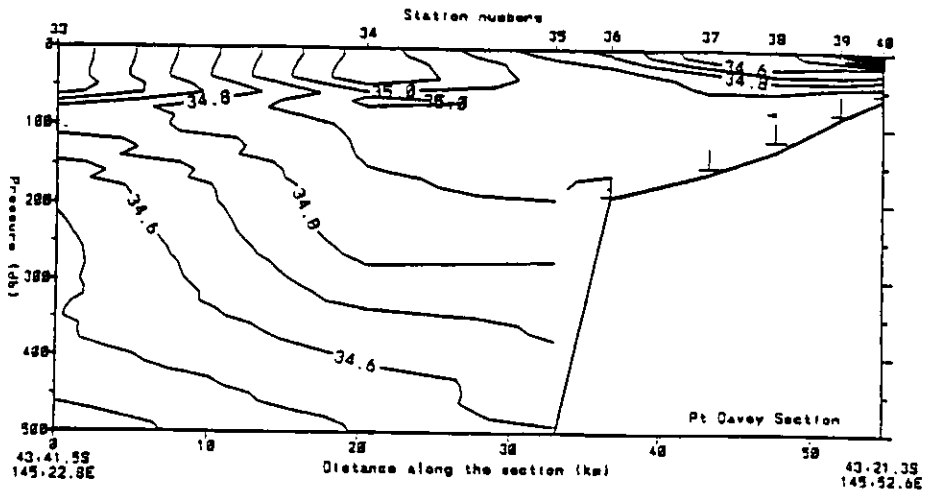 Station numbers
33 34 35 36 37 38 39 40
0
100
200
300
400
500
Pressure (db)
34.8
35.0
35.0
34.6
34.8
34.6
34.8
34.6
Pt Davey Section
0 10 20 30 40 50
43:41.5S
145:22.8E
Distance along the section (km)
43:21.3S
145:52.6E